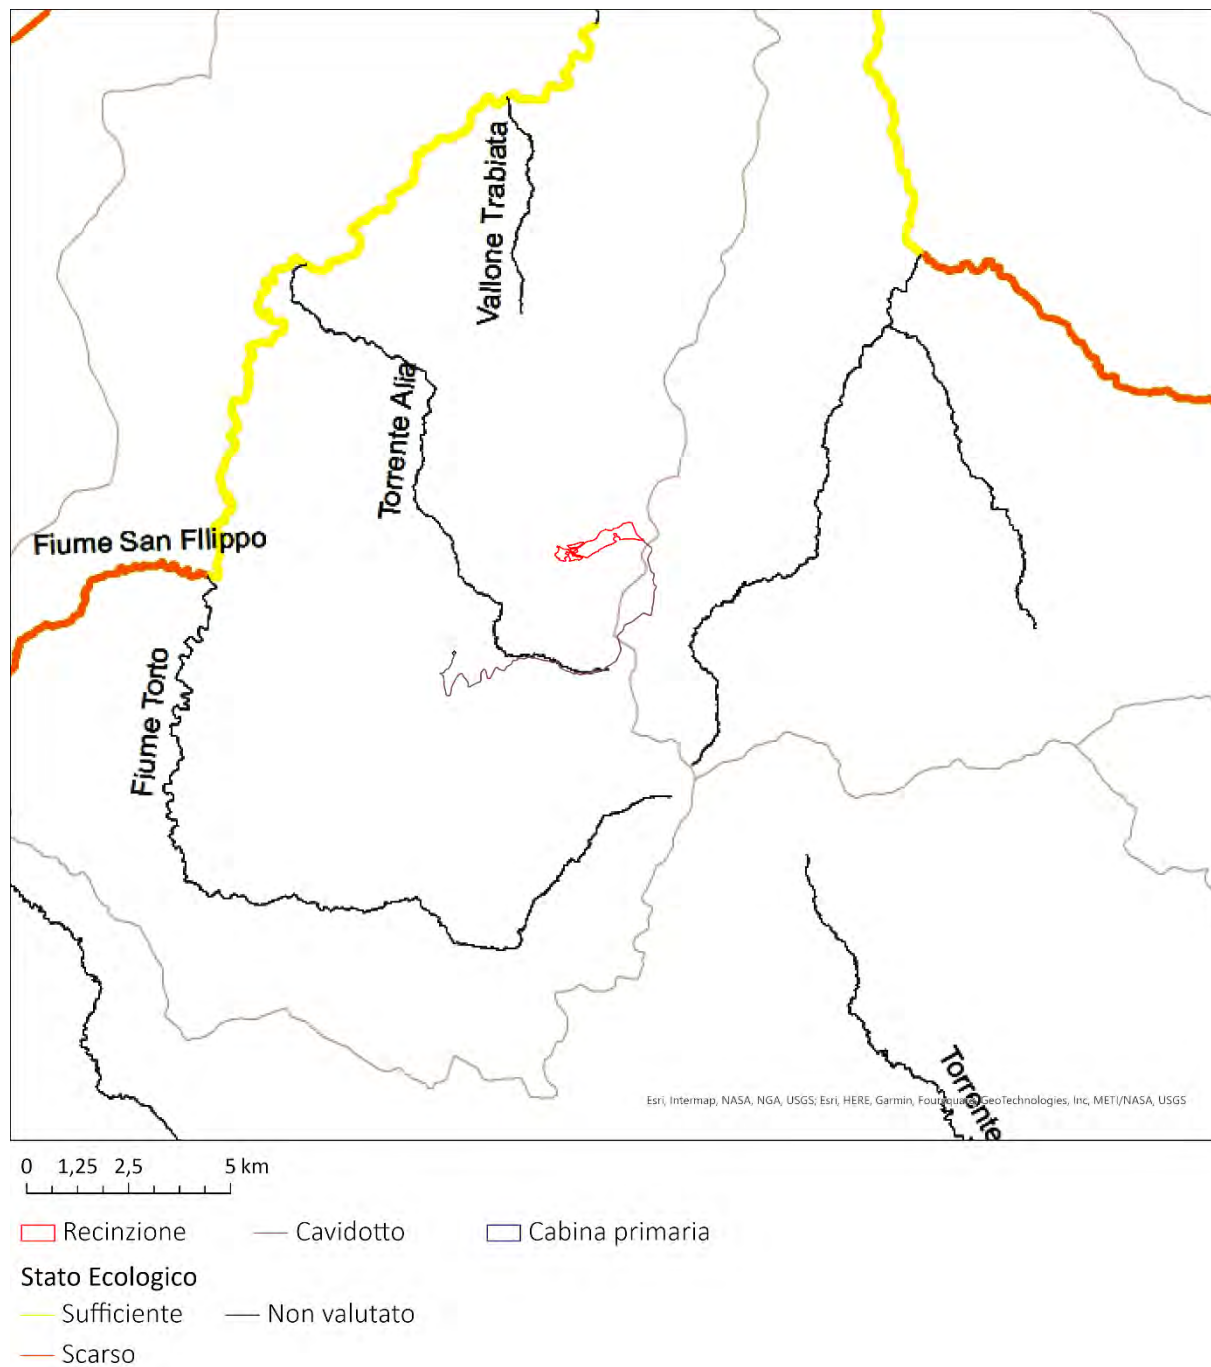 Vallone Trabiata
Torrente Alia
Fiume San FIlippo
Fiume Torto
Torrente
Esri, Intermap, NASA, NGA, USGS; Esri, HERE, Garmin, Foursquare, GeoTechnologies, Inc, METI/NASA, USGS
0 1,25 2,5 5 km
Recinzione Cavidotto Cabina primaria
Stato Ecologico
Sufficiente Non valutato
Scarso